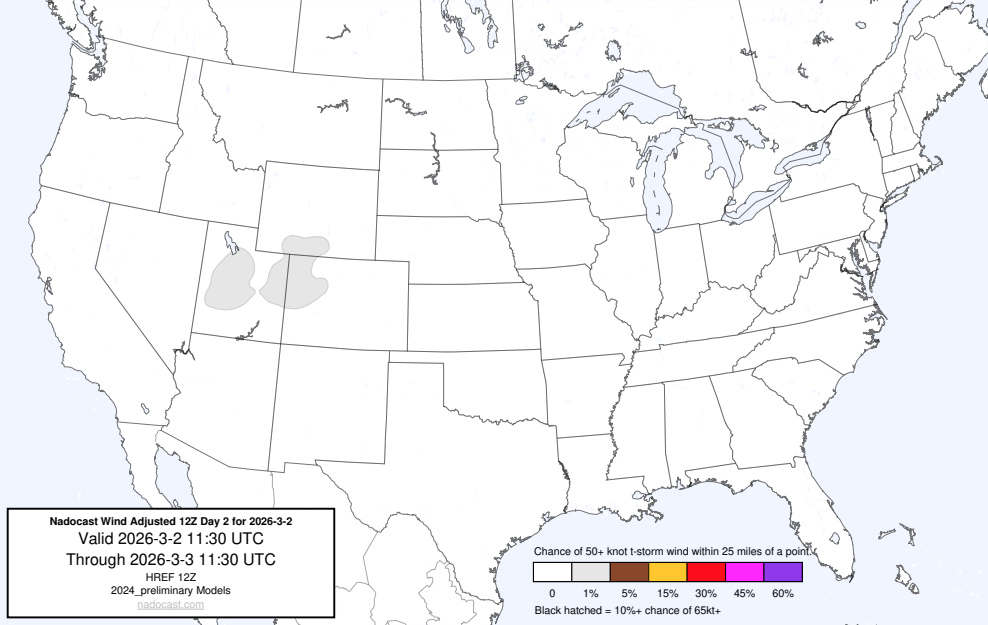 Nadocast Wind Adjusted 12Z Day 2 for 2026-3-2
Valid 2026-3-2 11:30 UTC
Through 2026-3-3 11:30 UTC
HREF 12Z
2024_preliminary Models
nadocast.com
Chance of 50+ knot t-storm wind within 25 miles of a point.
0 1% 5% 15% 30% 45% 60%
Black hatched = 10%+ chance of 65kt+